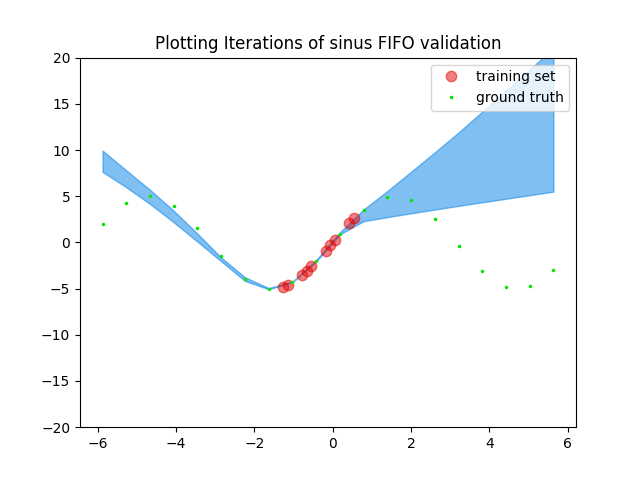 Plotting Iterations of sinus FIFO validation
training set
ground truth
20
15
10
5
0
−5
−10
−15
−20
−6 −4 −2 0 2 4 6